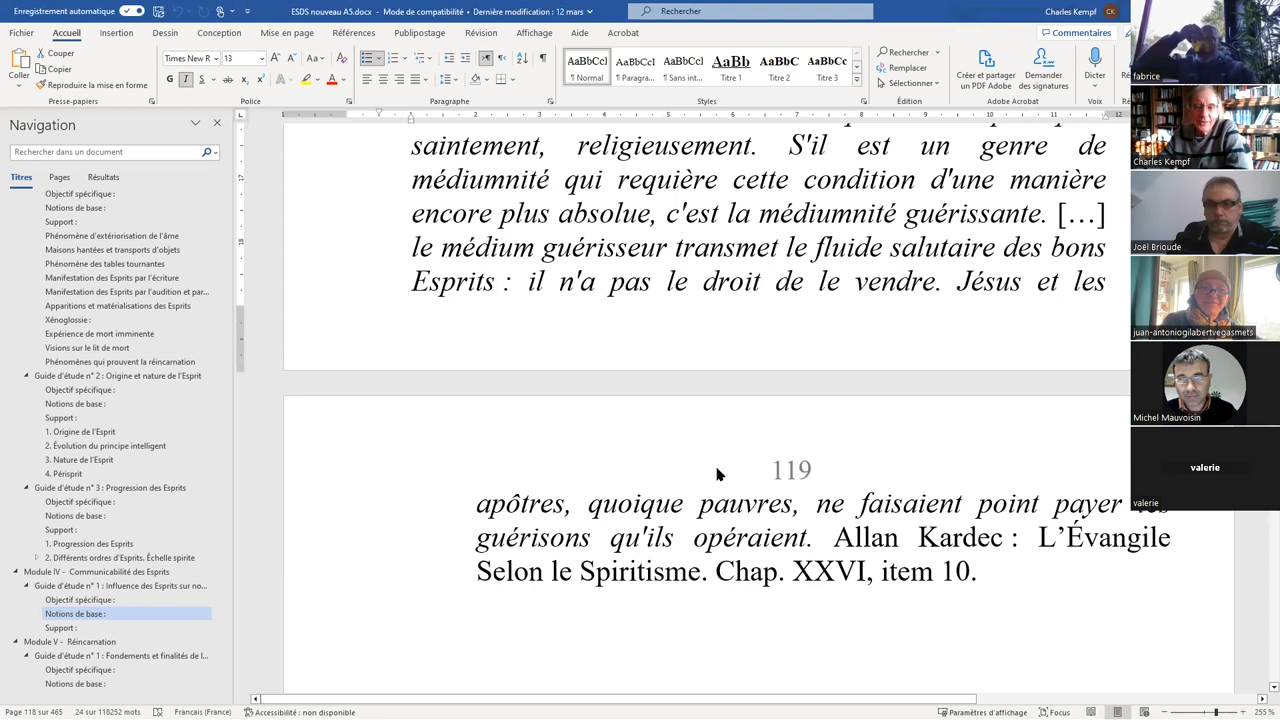 Enregistrement automatique
ESDS nouveau A5.docx • Mode de compatibilité • Dernière modification : 12 mars
Rechercher
Charles Kempf
CK
Fichier
Accueil
Insertion
Dessin
Conception
Mise en page
Références
Publipostage
Révision
Affichage
Aide
Acrobat
Commentaires
Coller
Couper
Copier
Reproduire la mise en forme
Presse-papiers
Times New R
13
Police
Paragraphe
AaBbCcI
¶ Normal
AaBbCcI
¶ Paragra...
AaBbCcI
¶ Sans int...
AaBb
Titre 1
AaBbC
Titre 2
AaBbCc
Titre 3
Styles
Rechercher
Remplacer
Sélectionner
Édition
Créer et partager
un PDF Adobe
Demander
des signatures
Adobe Acrobat
Dicter
Navigation
Rechercher dans un document
Titres
Pages
Résultats
Objectif spécifique :
Notions de base :
Support :
Phénomène d'extériorisation de l'âme
Maisons hantées et transports d'objets
Phénomène des tables tournantes
Manifestation des Esprits par l'écriture
Manifestation des Esprits par l'audition et par...
Apparitions et matérialisations des Esprits
Xénoglossie :
Expérience de mort imminente
Visions sur le lit de mort
Phénomènes qui prouvent la réincarnation
Guide d'étude n° 2 : Origine et nature de l'Esprit
Objectif spécifique :
Notions de base :
Support :
1. Origine de l'Esprit
2. Évolution du principe intelligent
3. Nature de l'Esprit
4. Périsprit
Guide d'étude n° 3 : Progression des Esprits
Objectif spécifique :
Notions de base :
Support :
1. Progression des Esprits
2. Différents ordres d'Esprits. Échelle spirite
Module IV - Communicabilité des Esprits
Guide d'étude n° 1 : Influence des Esprits sur no...
Objectif spécifique :
Notions de base :
Support :
Module V - Réincarnation
Guide d'étude n° 1 : Fondements et finalités de l...
Objectif spécifique :
Notions de base :
saintement, religieusement. S'il est un genre de
médiumnité qui requière cette condition d'une manière
encore plus absolue, c'est la médiumnité guérissante. […]
le médium guérisseur transmet le fluide salutaire des bons
Esprits : il n'a pas le droit de le vendre. Jésus et les
119
apôtres, quoique pauvres, ne faisaient point payer les
guérisons qu'ils opéraient. Allan Kardec : L'Évangile
Selon le Spiritisme. Chap. XXVI, item 10.
fabrice
Charles Kempf
Joël Brioude
juan-antoniogilabertvegasmets
Michel Mauvoisin
valerie
valerie
Page 118 sur 465
24 sur 118252 mots
Français (France)
Accessibilité : non disponible
Paramètres d'affichage
Focus
255 %